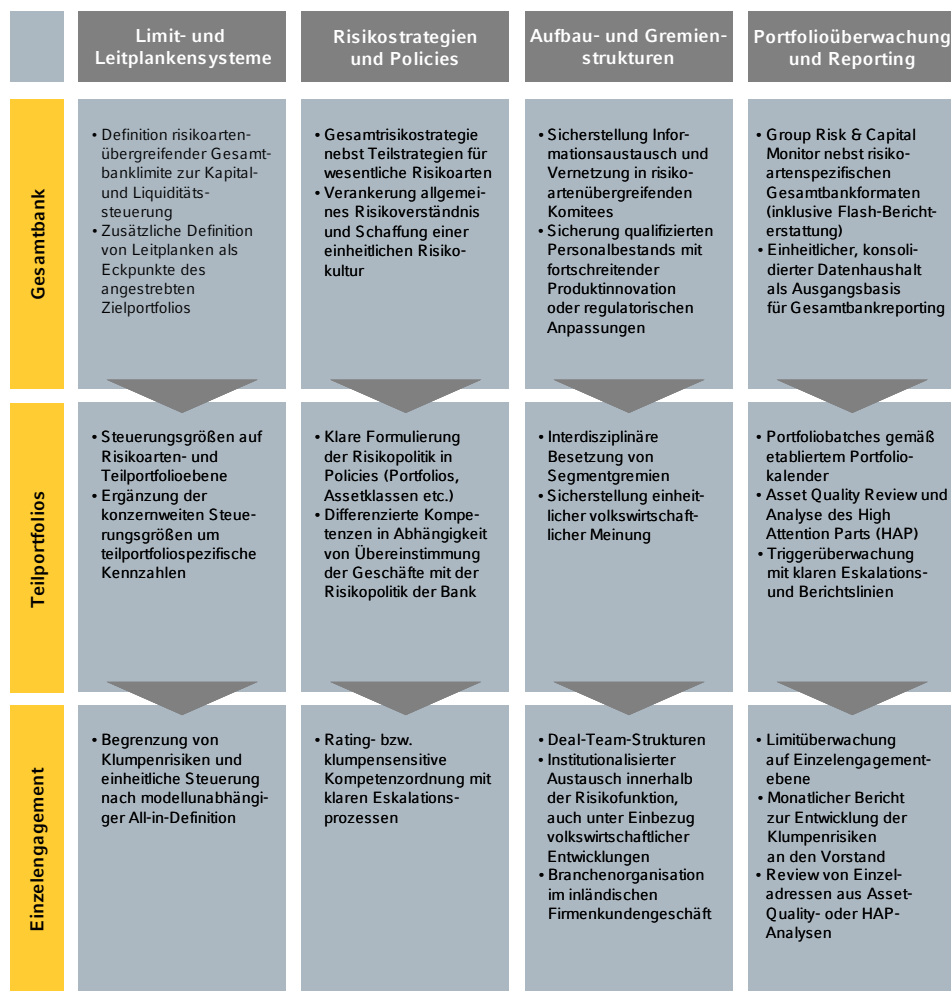 Limit- und
Leitplankensysteme
Risikostrategien
und Policies
Aufbau- und Gremien-
strukturen
Portfolioüberwachung
und Reporting
Gesamtbank
• Definition risikoarten-
übergreifender Gesamt-
banklimite zur Kapital-
und Liquiditäts-
steuerung
• Zusätzliche Definition
von Leitplanken als
Eckpunkte des
angestrebten
Zielportfolios
• Gesamtrisikostrategie
nebst Teilstrategien für
wesentliche Risikoarten
• Verankerung allgemei-
nes Risikoverständnis
und Schaffung einer
einheitlichen Risiko-
kultur
• Sicherstellung Infor-
mationsaustausch und
Vernetzung in risiko-
artenübergreifenden
Komitees
• Sicherung qualifizierten
Personalbestands mit
fortschreitender
Produktinnovation
oder regulatorischen
Anpassungen
• Group Risk & Capital
Monitor nebst risiko-
artenspezifischen
Gesamtbankformaten
(inklusive Flash-Bericht-
erstattung)
• Einheitlicher, konsoli-
dierter Datenhaushalt
als Ausgangsbasis
für Gesamtbankreporting
Teilportfolios
• Steuerungsgrößen auf
Risikoarten- und
Teilportfolioebene
• Ergänzung der
konzernweiten Steue-
rungsgrößen um
teilportfoliospezifische
Kennzahlen
• Klare Formulierung
der Risikopolitik in
Policies (Portfolios,
Assetklassen etc.)
• Differenzierte Kompe-
tenzen in Abhängigkeit
von Übereinstimmung
der Geschäfte mit der
Risikopolitik der Bank
• Interdisziplinäre
Besetzung von
Segmentgremien
• Sicherstellung einheit-
licher volkswirtschaft-
licher Meinung
• Portfoliobatches gemäß
etabliertem Portfolio-
kalender
• Asset Quality Review und
Analyse des High
Attention Parts (HAP)
• Triggerüberwachung
mit klaren Eskalations-
und Berichtslinien
Einzelengagement
• Begrenzung von
Klumpenrisiken und
einheitliche Steuerung
nach modellunabhängi-
ger All-in-Definition
• Rating- bzw.
klumpensensitive
Kompetenzordnung mit
klaren Eskalations-
prozessen
• Deal-Team-Strukturen
• Institutionalisierter
Austausch innerhalb
der Risikofunktion,
auch unter Einbezug
volkswirtschaftlicher
Entwicklungen
• Branchenorganisation
im inländischen
Firmenkundengeschäft
• Limitüberwachung
auf Einzelengagement-
ebene
• Monatlicher Bericht
zur Entwicklung der
Klumpenrisiken
an den Vorstand
• Review von Einzel-
adressen aus Asset-
Quality- oder HAP-
Analysen